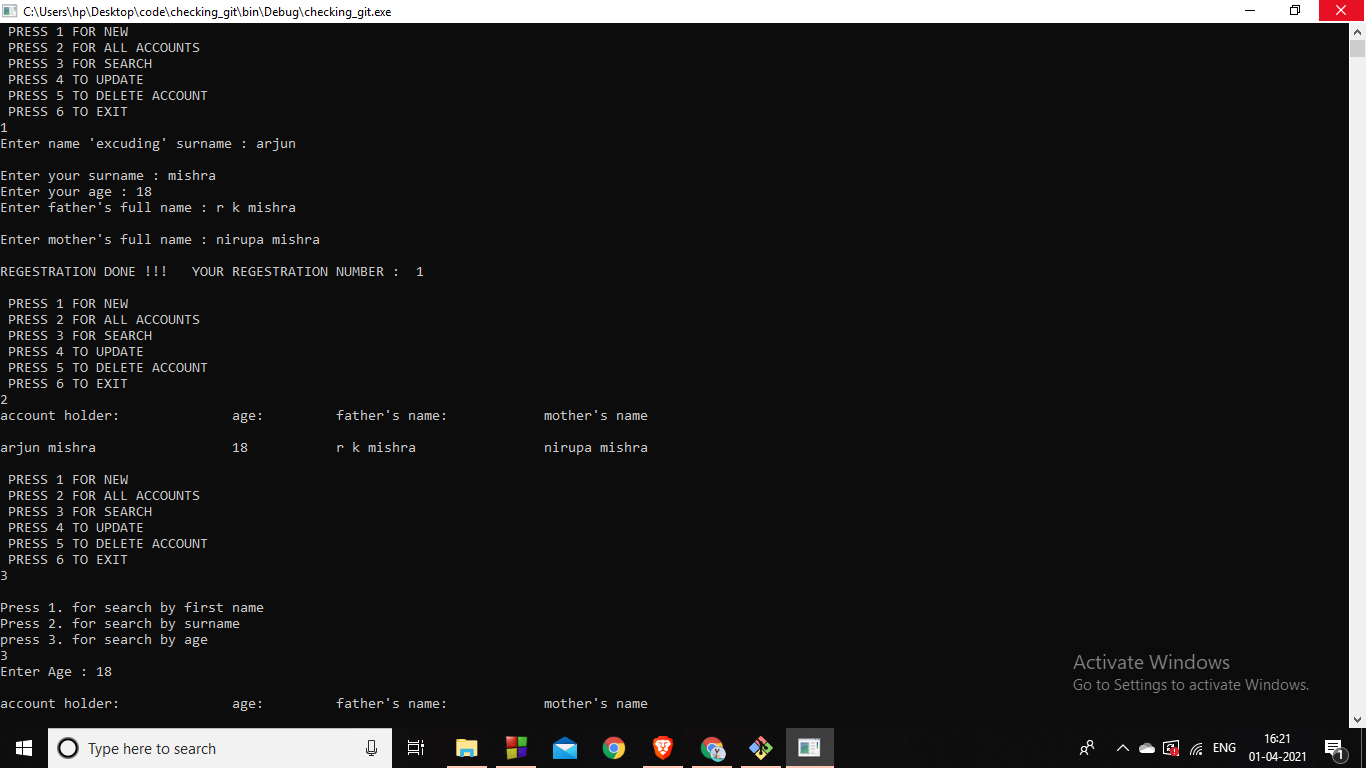 C:\Users\hp\Desktop\code\checking_git\bin\Debug\checking_git.exe
PRESS 1 FOR NEW
PRESS 2 FOR ALL ACCOUNTS
PRESS 3 FOR SEARCH
PRESS 4 TO UPDATE
PRESS 5 TO DELETE ACCOUNT
PRESS 6 TO EXIT
1
Enter name 'excuding' surname : arjun
Enter your surname : mishra
Enter your age : 18
Enter father's full name : r k mishra
Enter mother's full name : nirupa mishra
REGESTRATION DONE !!!   YOUR REGESTRATION NUMBER :  1
PRESS 1 FOR NEW
PRESS 2 FOR ALL ACCOUNTS
PRESS 3 FOR SEARCH
PRESS 4 TO UPDATE
PRESS 5 TO DELETE ACCOUNT
PRESS 6 TO EXIT
2
account holder:              age:         father's name:            mother's name
arjun mishra                 18           r k mishra                nirupa mishra
PRESS 1 FOR NEW
PRESS 2 FOR ALL ACCOUNTS
PRESS 3 FOR SEARCH
PRESS 4 TO UPDATE
PRESS 5 TO DELETE ACCOUNT
PRESS 6 TO EXIT
3
Press 1. for search by first name
Press 2. for search by surname
press 3. for search by age
3
Enter Age : 18
account holder:              age:         father's name:            mother's name
Activate Windows
Go to Settings to activate Windows.
Type here to search
ENG
16:21
01-04-2021
1